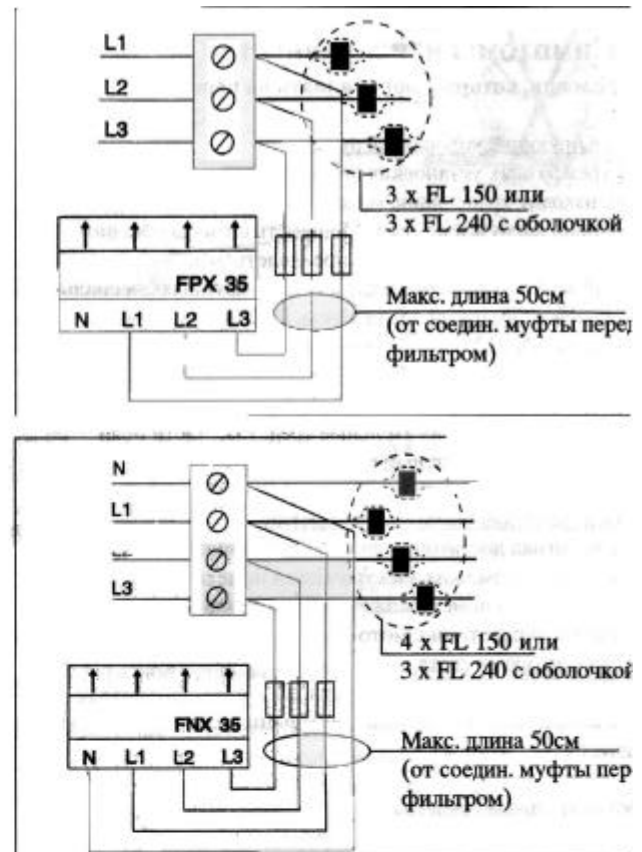 L1
L2
L3
3 x FL 150 или
3 x FL 240 с оболочкой
FPX 35
N L1 L2 L3
Макс. длина 50см
(от соедин. муфты перед
фильтром)
N
L1
L3
4 x FL 150 или
3 x FL 240 с оболочкой
FNX 35
N L1 L2 L3
Макс. длина 50см
(от соедин. муфты пер
фильтром)